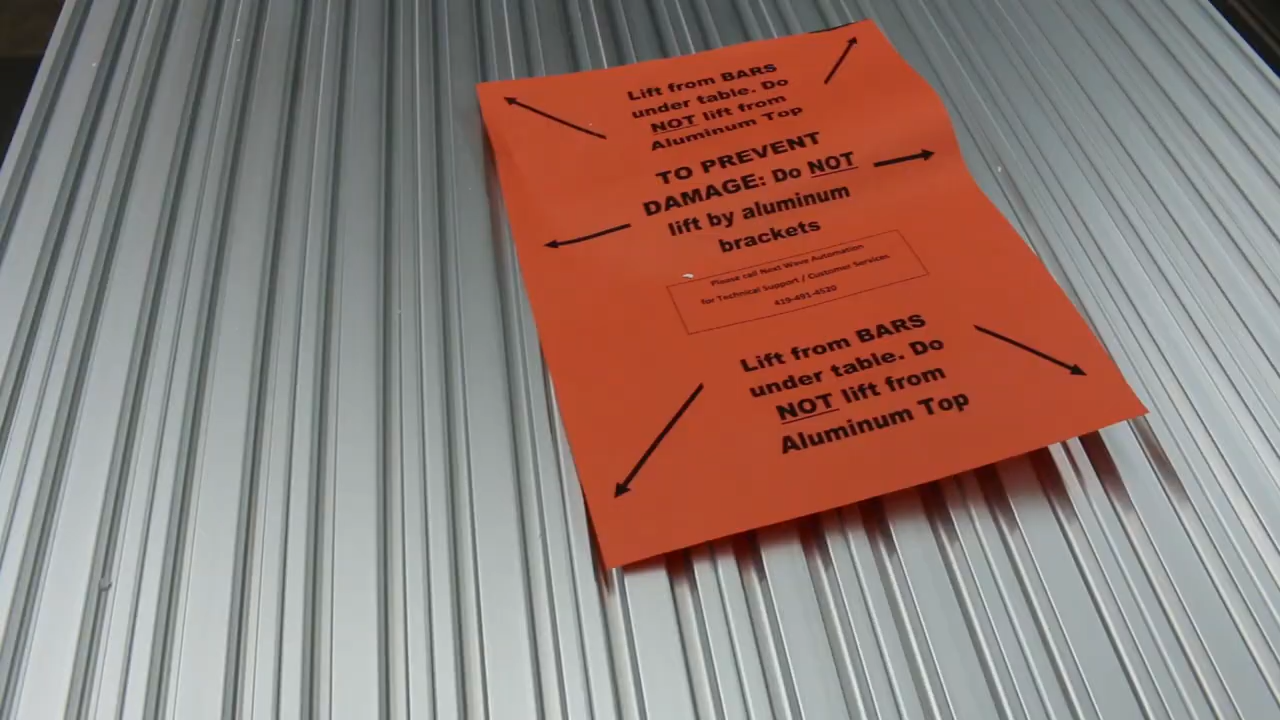 Lift from BARS
under table. Do
NOT lift from
Aluminum Top
TO PREVENT
DAMAGE: Do NOT
lift by aluminum
brackets
Please call Next Wave Automation
for Technical Support / Customer Services
419-491-4520
Lift from BARS
under table. Do
NOT lift from
Aluminum Top